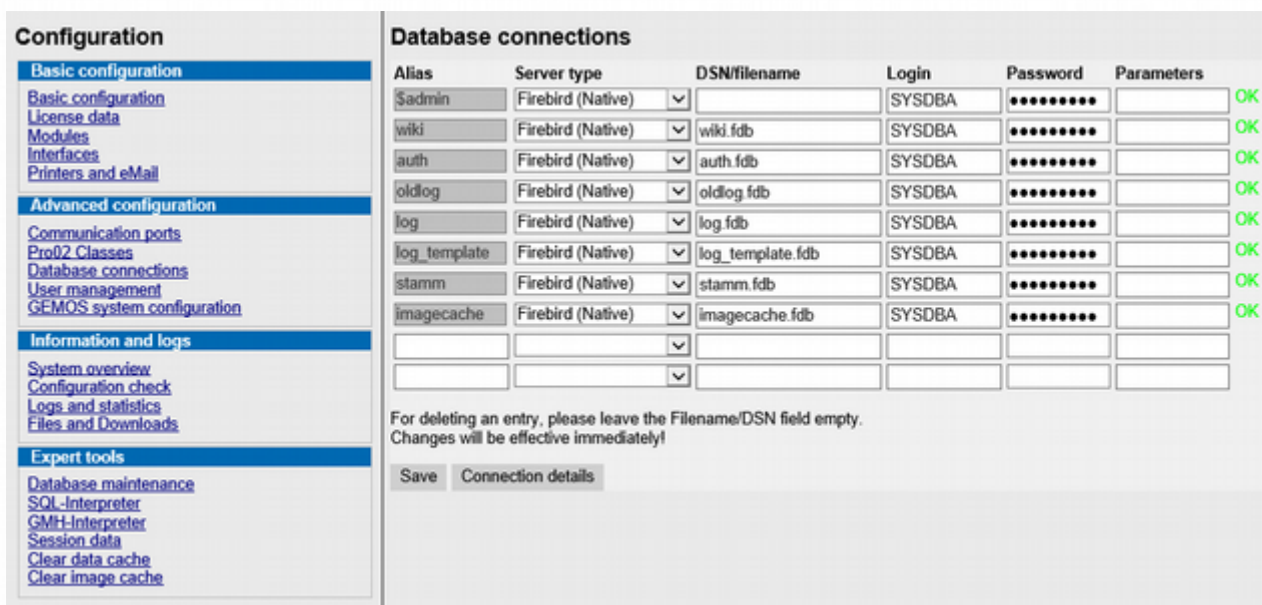 Configuration
Basic configuration
Basic configuration
License data
Modules
Interfaces
Printers and eMail
Advanced configuration
Communication ports
Pro02 Classes
Database connections
User management
GEMOS system configuration
Information and logs
System overview
Configuration check
Logs and statistics
Files and Downloads
Expert tools
Database maintenance
SQL-Interpreter
GMH-Interpreter
Session data
Clear data cache
Clear image cache
Database connections
Alias Server type DSN/filename Login Password Parameters
$admin Firebird (Native) SYSDBA ●●●●●●●●● OK
wiki Firebird (Native) wiki.fdb SYSDBA ●●●●●●●●● OK
auth Firebird (Native) auth.fdb SYSDBA ●●●●●●●●● OK
oldlog Firebird (Native) oldlog.fdb SYSDBA ●●●●●●●●● OK
log Firebird (Native) log.fdb SYSDBA ●●●●●●●●● OK
log_template Firebird (Native) log_template.fdb SYSDBA ●●●●●●●●● OK
stamm Firebird (Native) stamm.fdb SYSDBA ●●●●●●●●● OK
imagecache Firebird (Native) imagecache.fdb SYSDBA ●●●●●●●●● OK
For deleting an entry, please leave the Filename/DSN field empty.
Changes will be effective immediately!
Save Connection details